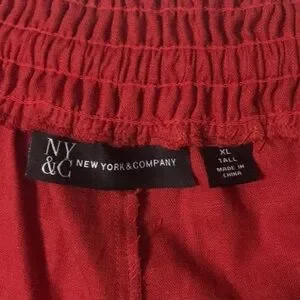 NY
&C NEW YORK & COMPANY
XL
TALL
MADE IN
CHINA